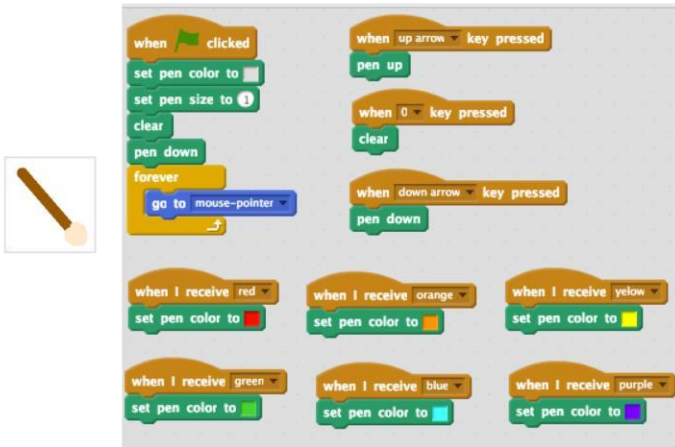 when clicked
set pen color to
set pen size to 1
clear
pen down
forever
go to mouse-pointer
when up arrow key pressed
pen up
when 0 key pressed
clear
when down arrow key pressed
pen down
when I receive red
set pen color to
when I receive orange
set pen color to
when I receive yelow
set pen color to
when I receive green
set pen color to
when I receive blue
set pen color to
when I receive purple
set pen color to